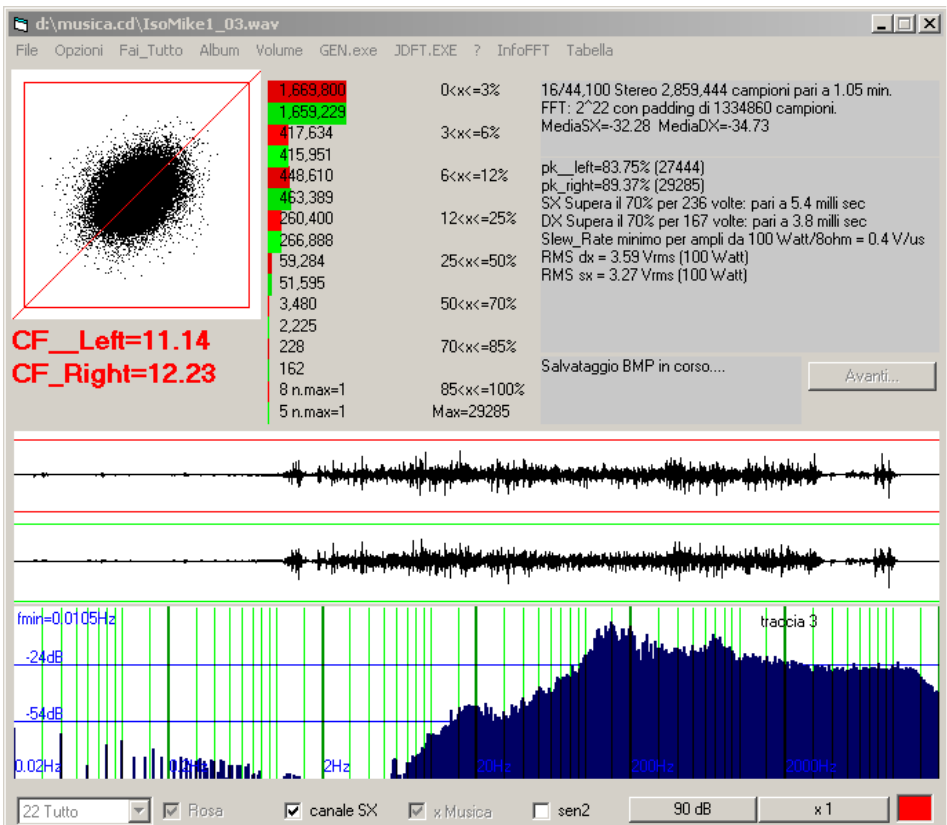 d:\musica.cd\IsoMike1_03.wav
File Opzioni Fai_Tutto Album Volume GEN.exe JDFT.EXE ? InfoFFT Tabella
1,669,800 0<x<=3%
1,659,229
417,634 3<x<=6%
415,951
448,610 6<x<=12%
463,389
260,400 12<x<=25%
266,888
59,284 25<x<=50%
51,595
3,480 50<x<=70%
2,225
228 70<x<=85%
162
8 n.max=1 85<x<=100%
5 n.max=1 Max=29285
16/44,100 Stereo 2,859,444 campioni pari a 1.05 min.
FFT: 2^22 con padding di 1334860 campioni.
MediaSX=-32.28 MediaDX=-34.73
pk__left=83.75% (27444)
pk_right=89.37% (29285)
SX Supera il 70% per 236 volte: pari a 5.4 milli sec
DX Supera il 70% per 167 volte: pari a 3.8 milli sec
Slew_Rate minimo per ampli da 100 Watt/8ohm = 0.4 V/us
RMS dx = 3.59 Vrms (100 Watt)
RMS sx = 3.27 Vrms (100 Watt)
CF__Left=11.14
CF_Right=12.23
Salvataggio BMP in corso....
Avanti...
fmin=0.0105Hz
traccia 3
-24dB
-54dB
0.02Hz 0.2Hz 2Hz 20Hz 200Hz 2000Hz
22 Tutto Rosa canale SX x Musica sen2 90 dB x 1